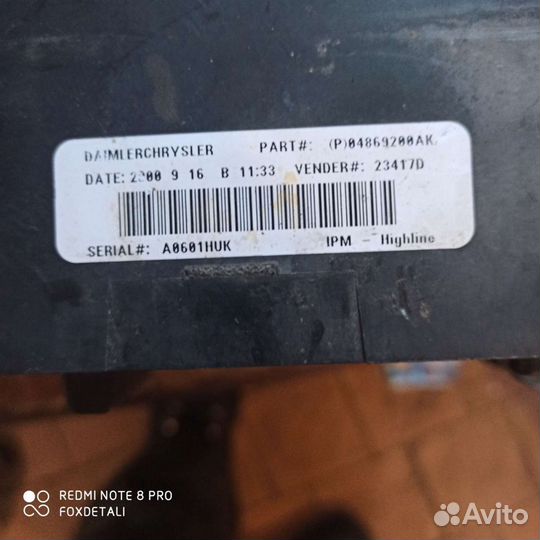 DAIMLERCHRYSLER PART#: (P)04869200AK
DATE: 2000 9 16 B 11:33 VENDER#: 23417D
SERIAL#: A0601HUK IPM - Highline
REDMI NOTE 8 PRO
FOXDETALI
Avito